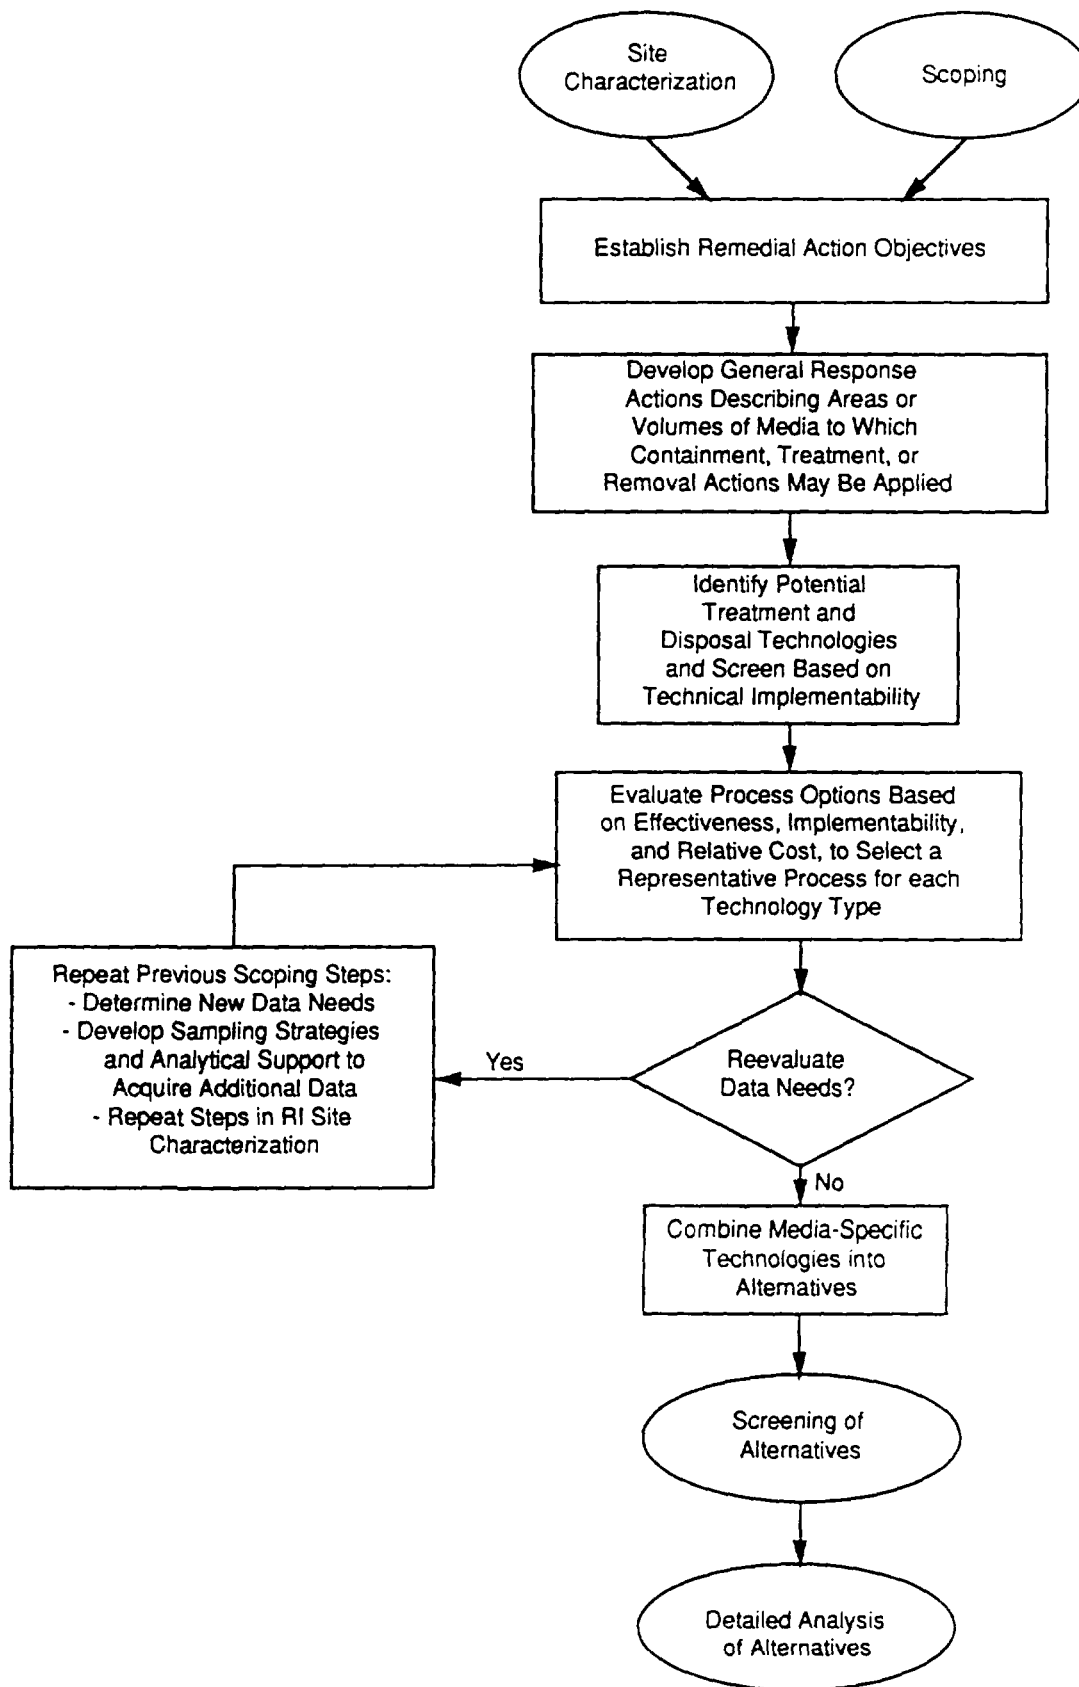 Site
Characterization
Scoping
Establish Remedial Action Objectives
Develop General Response
Actions Describing Areas or
Volumes of Media to Which
Containment, Treatment, or
Removal Actions May Be Applied
Identify Potential
Treatment and
Disposal Technologies
and Screen Based on
Technical Implementability
Evaluate Process Options Based
on Effectiveness, Implementability,
and Relative Cost, to Select a
Representative Process for each
Technology Type
Repeat Previous Scoping Steps:
- Determine New Data Needs
- Develop Sampling Strategies
and Analytical Support to
Acquire Additional Data
- Repeat Steps in RI Site
Characterization
Yes
Reevaluate
Data Needs?
No
Combine Media-Specific
Technologies into
Alternatives
Screening of
Alternatives
Detailed Analysis
of Alternatives